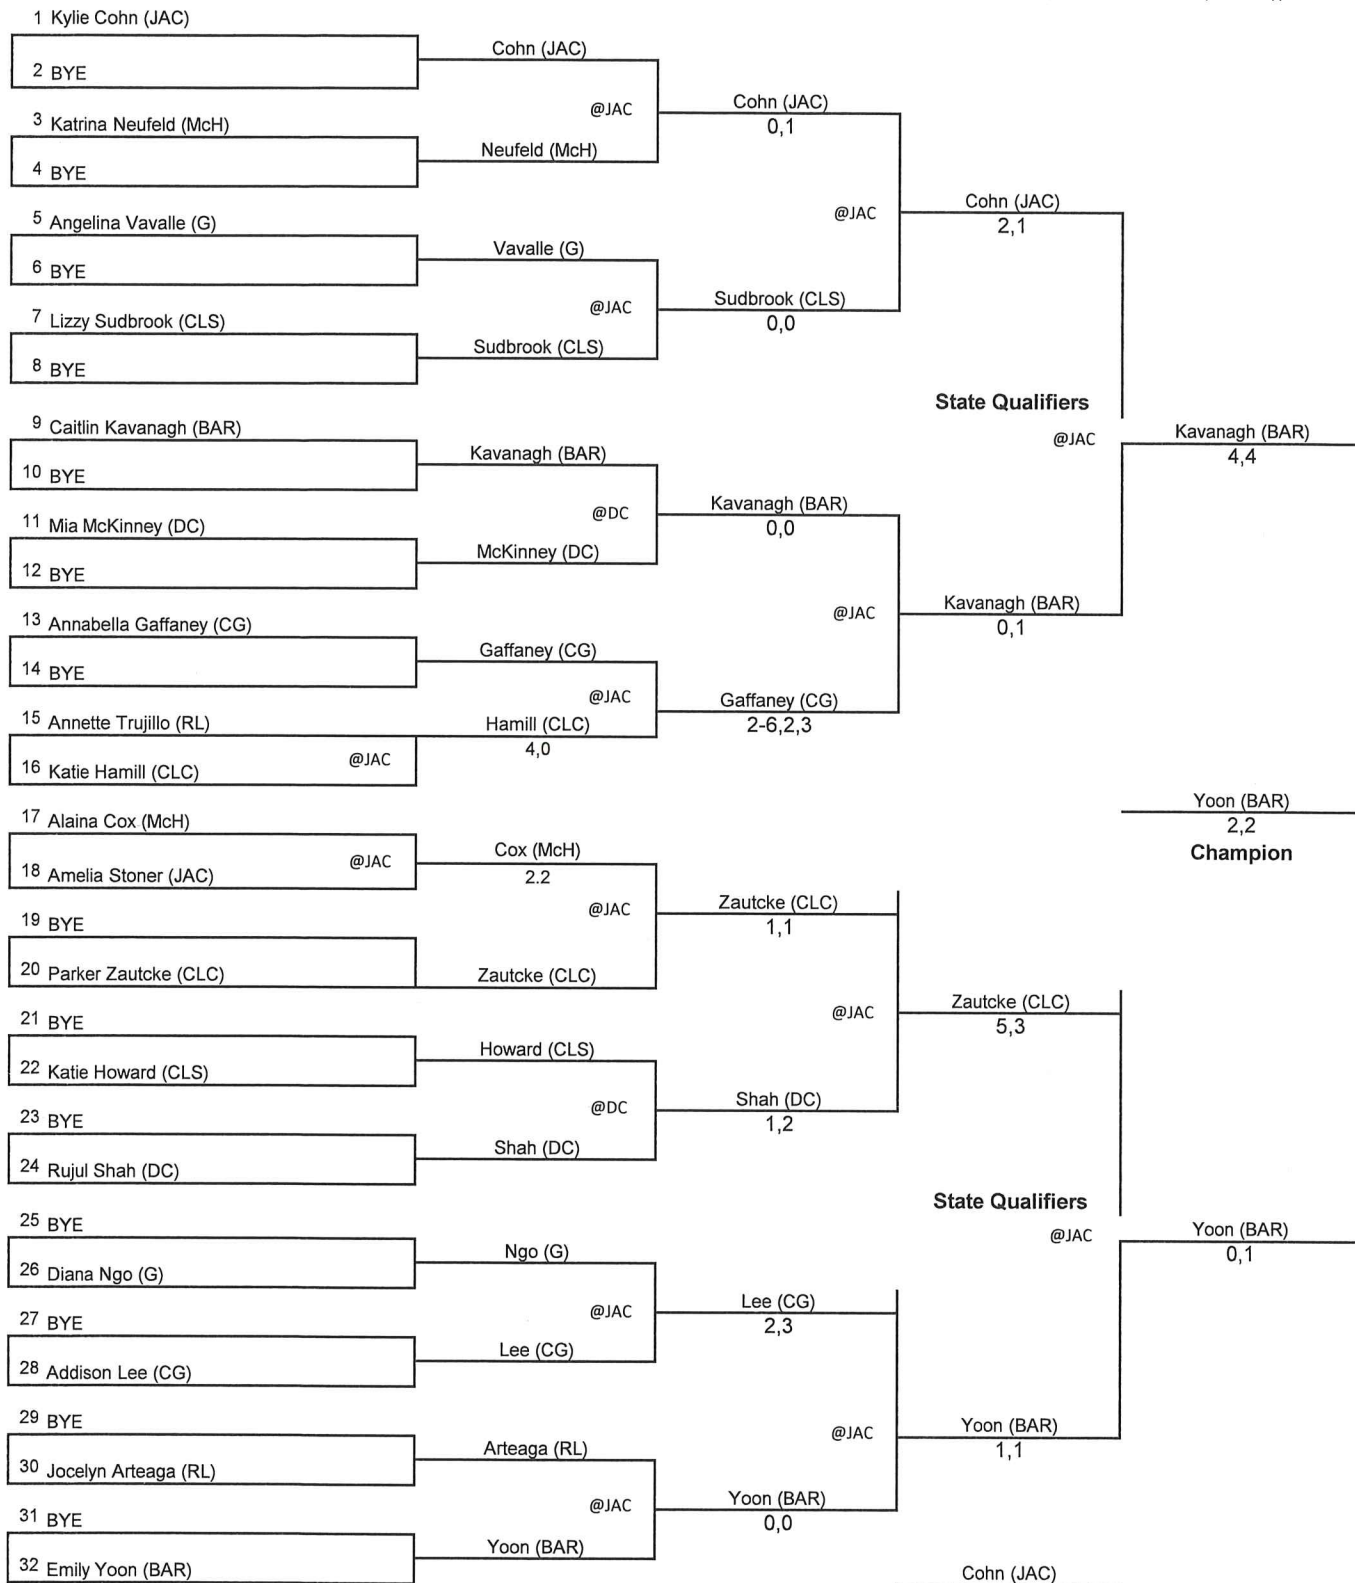 1 Kylie Cohn (JAC)
2 BYE
3 Katrina Neufeld (McH)
4 BYE
5 Angelina Vavalle (G)
6 BYE
7 Lizzy Sudbrook (CLS)
8 BYE
9 Caitlin Kavanagh (BAR)
10 BYE
11 Mia McKinney (DC)
12 BYE
13 Annabella Gaffaney (CG)
14 BYE
15 Annette Trujillo (RL)
@JAC
16 Katie Hamill (CLC)
17 Alaina Cox (McH)
@JAC
18 Amelia Stoner (JAC)
19 BYE
20 Parker Zautcke (CLC)
21 BYE
22 Katie Howard (CLS)
23 BYE
24 Rujul Shah (DC)
25 BYE
26 Diana Ngo (G)
27 BYE
28 Addison Lee (CG)
29 BYE
30 Jocelyn Arteaga (RL)
31 BYE
32 Emily Yoon (BAR)
Cohn (JAC)
@JAC
Neufeld (McH)
Vavalle (G)
@JAC
Sudbrook (CLS)
Kavanagh (BAR)
@DC
McKinney (DC)
Gaffaney (CG)
@JAC
Hamill (CLC)
4,0
Cox (McH)
2.2
@JAC
Zautcke (CLC)
Howard (CLS)
@DC
Shah (DC)
Ngo (G)
@JAC
Lee (CG)
Arteaga (RL)
@JAC
Yoon (BAR)
Cohn (JAC)
0,1
@JAC
Sudbrook (CLS)
0,0
Kavanagh (BAR)
0,0
@JAC
Gaffaney (CG)
2-6,2,3
Zautcke (CLC)
1,1
@JAC
Shah (DC)
1,2
Lee (CG)
2,3
@JAC
Yoon (BAR)
0,0
Cohn (JAC)
2,1
State Qualifiers
@JAC
Kavanagh (BAR)
0,1
Zautcke (CLC)
5,3
State Qualifiers
@JAC
Yoon (BAR)
1,1
Cohn (JAC)
Kavanagh (BAR)
4,4
Yoon (BAR)
2,2
Champion
Yoon (BAR)
0,1